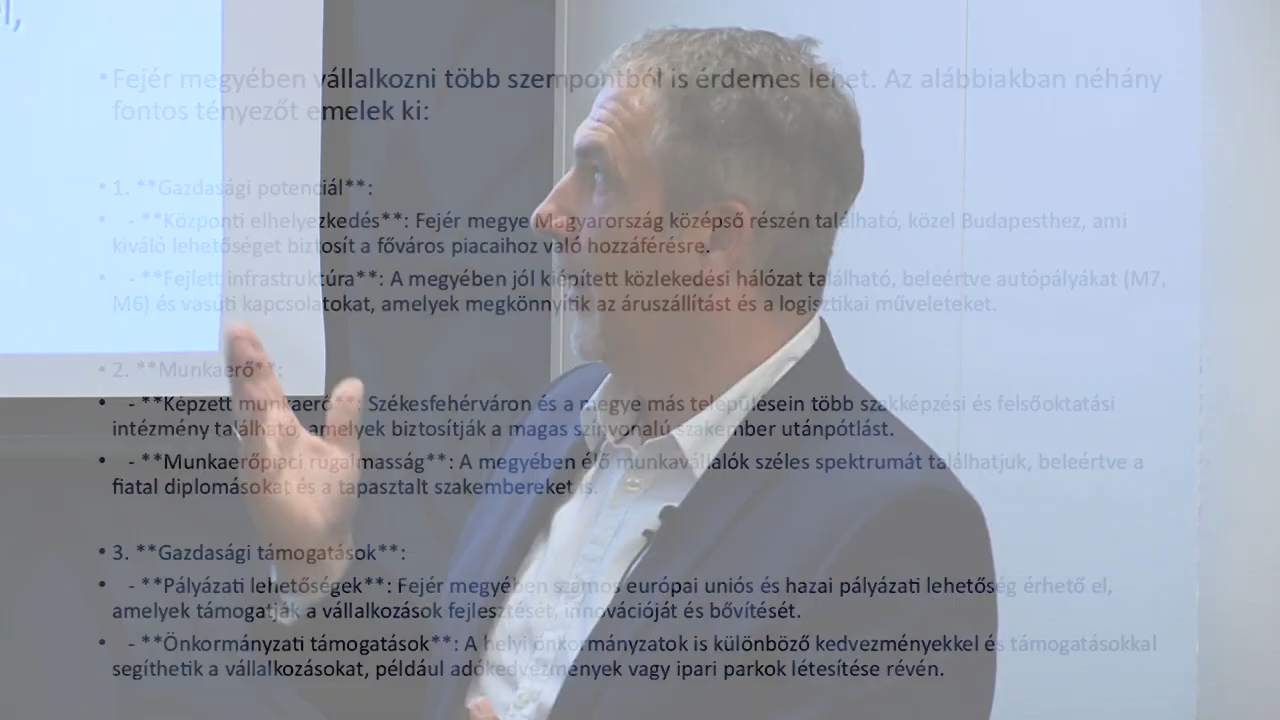 el,
• Fejér megyében vállalkozni több szempontból is érdemes lehet. Az alábbiakban néhány
fontos tényezőt emelek ki:
• 1. **Gazdasági potenciál**:
• - **Központi elhelyezkedés**: Fejér megye Magyarország középső részén található, közel Budapesthez, ami
kiváló lehetőséget biztosít a főváros piacaihoz való hozzáférésre.
• - **Fejlett infrastruktúra**: A megyében jól kiépített közlekedési hálózat található, beleértve autópályákat (M7,
M6) és vasúti kapcsolatokat, amelyek megkönnyítik az áruszállítást és a logisztikai műveleteket.
• 2. **Munkaerő**:
• - **Képzett munkaerő**: Székesfehérváron és a megye más településein több szakképzési és felsőoktatási
intézmény található, amelyek biztosítják a magas színvonalú szakember utánpótlást.
• - **Munkaerőpiaci rugalmasság**: A megyében élő munkavállalók széles spektrumát találhatjuk, beleértve a
fiatal diplomásokat és a tapasztalt szakembereket is.
• 3. **Gazdasági támogatások**:
• - **Pályázati lehetőségek**: Fejér megyében számos európai uniós és hazai pályázati lehetőség érhető el,
amelyek támogatják a vállalkozások fejlesztését, innovációját és bővítését.
• - **Önkormányzati támogatások**: A helyi önkormányzatok is különböző kedvezményekkel és támogatásokkal
segíthetik a vállalkozásokat, például adókedvezmények vagy ipari parkok létesítése révén.